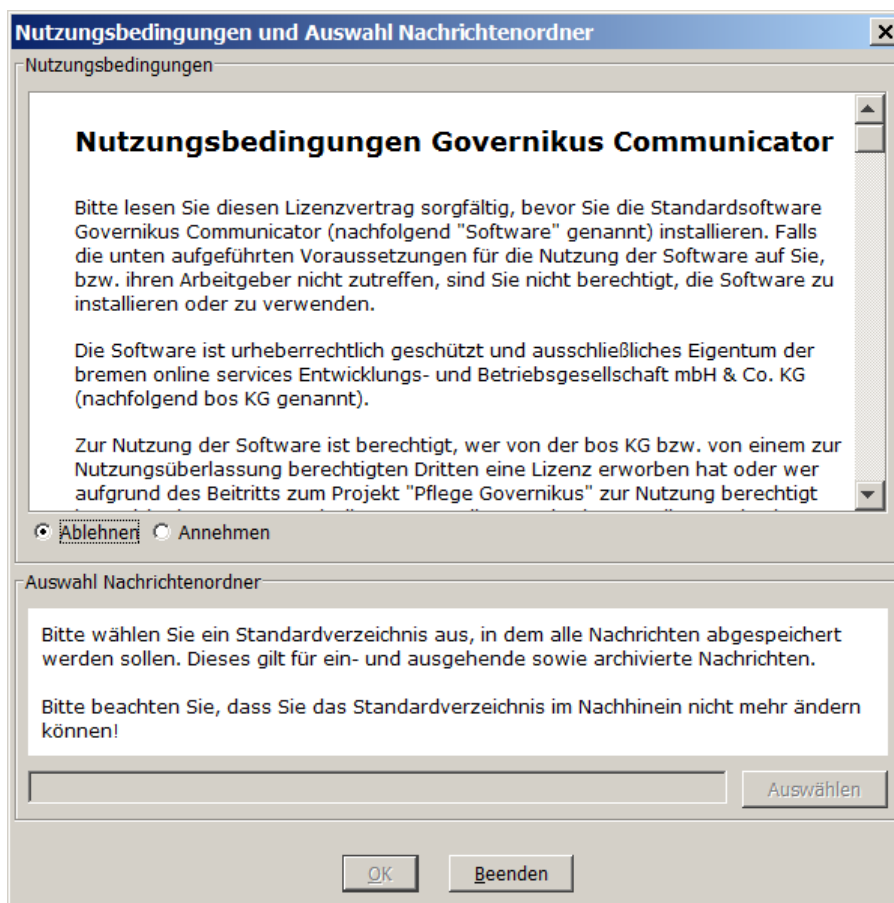 Nutzungsbedingungen und Auswahl Nachrichtenordner
Nutzungsbedingungen
Nutzungsbedingungen Governikus Communicator
Bitte lesen Sie diesen Lizenzvertrag sorgfältig, bevor Sie die Standardsoftware
Governikus Communicator (nachfolgend "Software" genannt) installieren. Falls
die unten aufgeführten Voraussetzungen für die Nutzung der Software auf Sie,
bzw. ihren Arbeitgeber nicht zutreffen, sind Sie nicht berechtigt, die Software zu
installieren oder zu verwenden.
Die Software ist urheberrechtlich geschützt und ausschließliches Eigentum der
bremen online services Entwicklungs- und Betriebsgesellschaft mbH & Co. KG
(nachfolgend bos KG genannt).
Zur Nutzung der Software ist berechtigt, wer von der bos KG bzw. von einem zur
Nutzungsüberlassung berechtigten Dritten eine Lizenz erworben hat oder wer
aufgrund des Beitritts zum Projekt "Pflege Governikus" zur Nutzung berechtigt
Ablehnen Annehmen
Auswahl Nachrichtenordner
Bitte wählen Sie ein Standardverzeichnis aus, in dem alle Nachrichten abgespeichert
werden sollen. Dieses gilt für ein- und ausgehende sowie archivierte Nachrichten.
Bitte beachten Sie, dass Sie das Standardverzeichnis im Nachhinein nicht mehr ändern
können!
Auswählen
OK Beenden